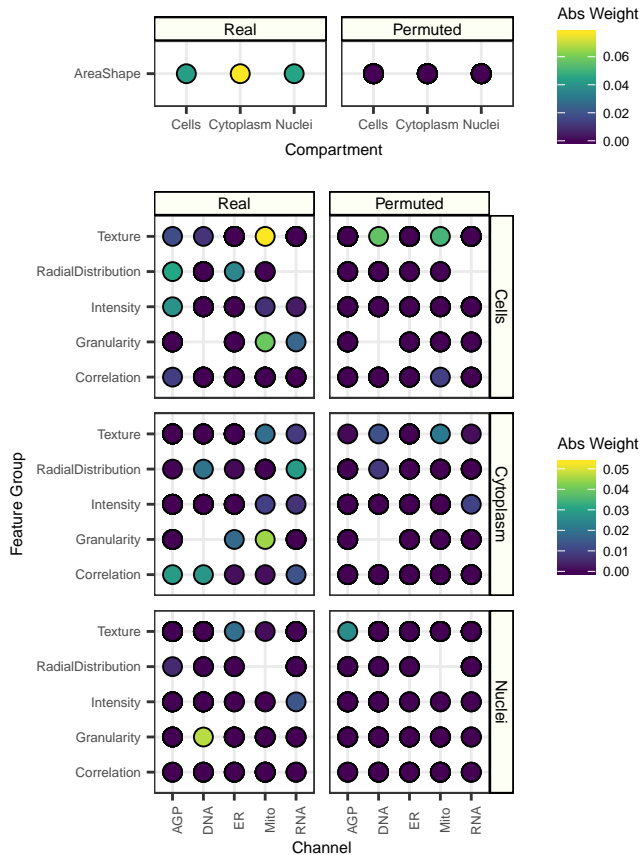 Real Permuted
AreaShape
Cells Cytoplasm Nuclei Cells Cytoplasm Nuclei
Compartment
Abs Weight
0.06
0.04
0.02
0.00
Real Permuted
Texture
RadialDistribution
Intensity
Granularity
Correlation
Cells
Texture
RadialDistribution
Intensity
Granularity
Correlation
Cytoplasm
Texture
RadialDistribution
Intensity
Granularity
Correlation
Nuclei
Feature Group
AGP DNA ER Mito RNA AGP DNA ER Mito RNA
Channel
Abs Weight
0.05
0.04
0.03
0.02
0.01
0.00